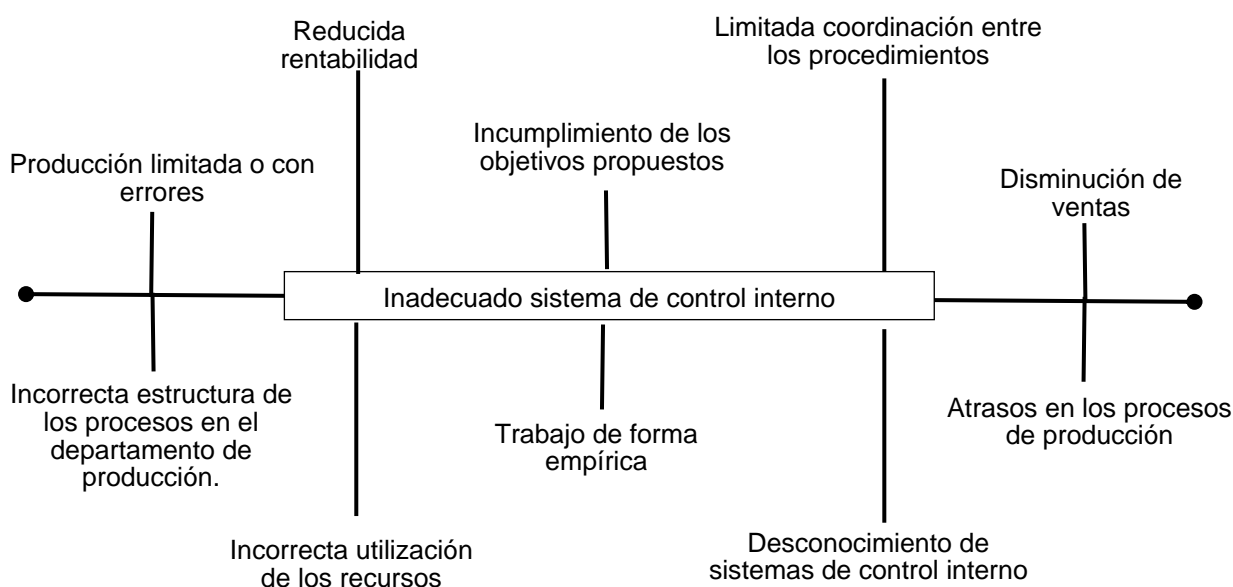 Reducida
rentabilidad
Limitada coordinación entre
los procedimientos
Incumplimiento de los
objetivos propuestos
Producción limitada o con
errores
Disminución de
ventas
Inadecuado sistema de control interno
Incorrecta estructura de
los procesos en el
departamento de
producción.
Trabajo de forma
empírica
Atrasos en los procesos
de producción
Incorrecta utilización
de los recursos
Desconocimiento de
sistemas de control interno